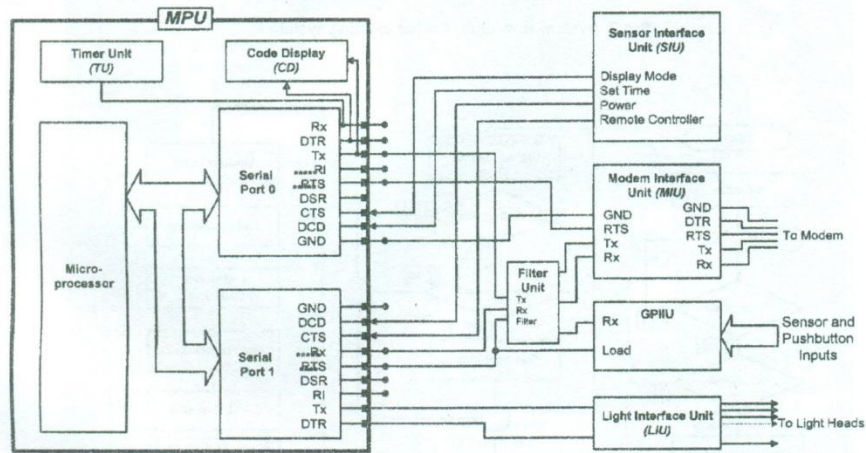 MPU
Timer Unit
(TU)
Code Display
(CD)
Micro-
processor
Serial
Port 0
Rx
DTR
Tx
RI
RTS
DSR
CTS
DCD
GND
Serial
Port 1
GND
DCD
CTS
Rx
RTS
DSR
RI
Tx
DTR
Sensor Interface
Unit (SIU)
Display Mode
Set Time
Power
Remote Controller
Modem Interface
Unit (MIU)
GND
RTS
Tx
Rx
GND
DTR
RTS
Tx
Rx
To Modem
Filter
Unit
Tx
Rx
Filter
GPIIU
Rx
Load
Sensor and
Pushbutton
Inputs
Light Interface Unit
(LIU)
To Light Heads